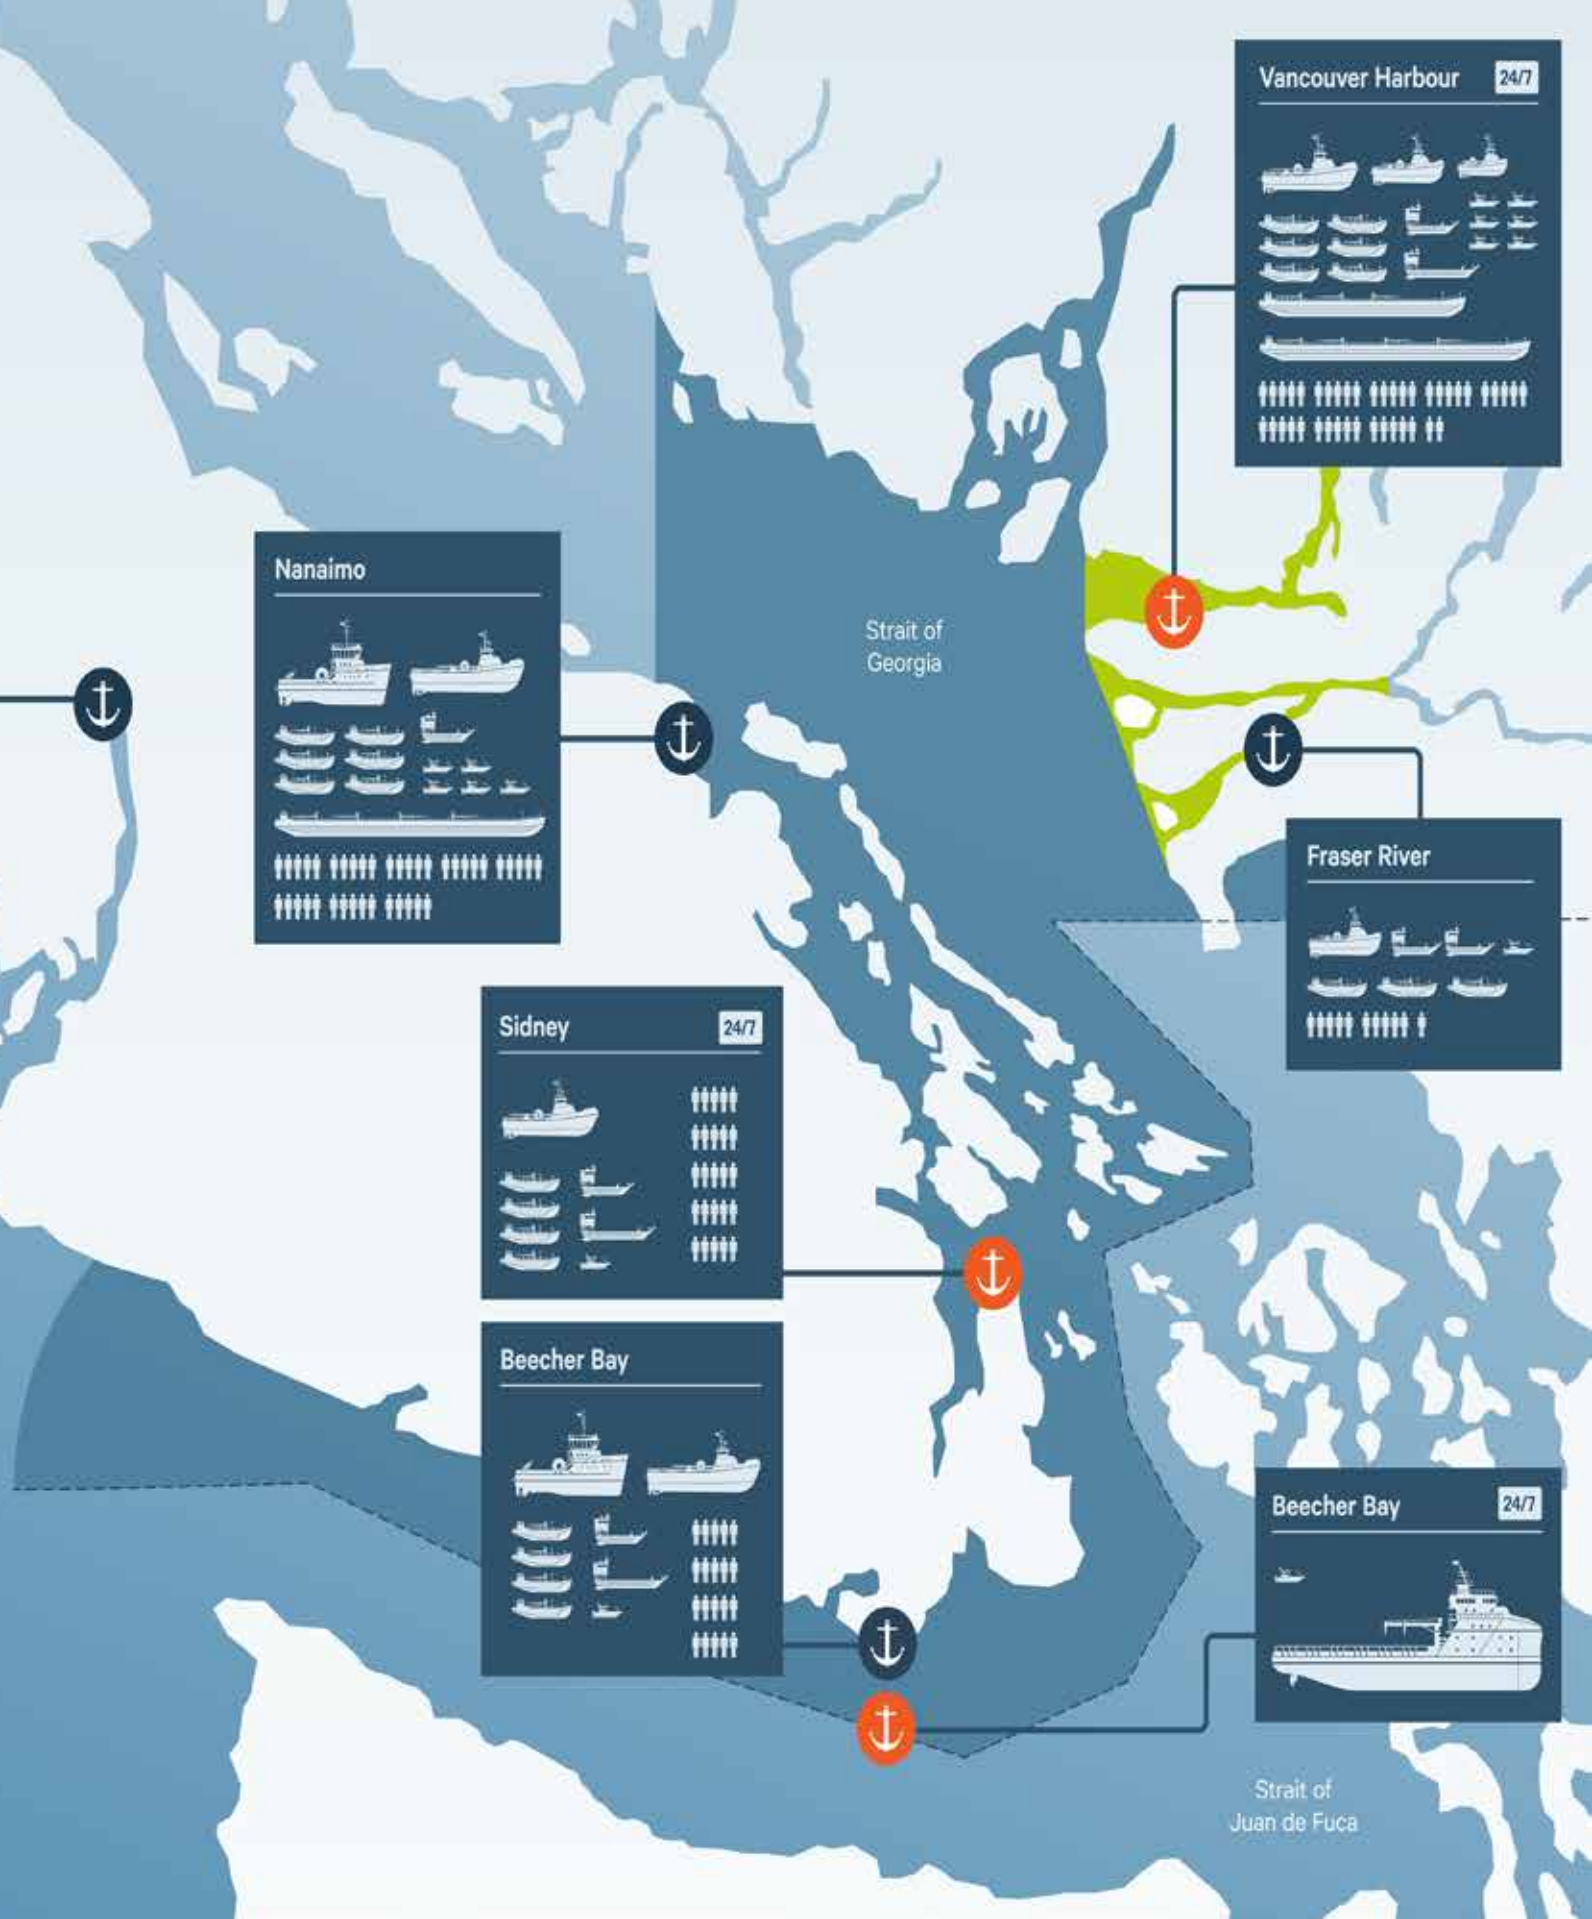 Vancouver Harbour 24/7
Nanaimo
Strait of
Georgia
Fraser River
Sidney 24/7
Beecher Bay
Beecher Bay 24/7
Strait of
Juan de Fuca